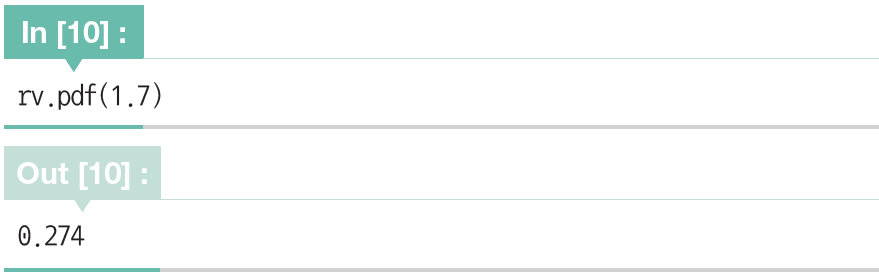 In [10] :
rv.pdf(1.7)
Out [10] :
0.274